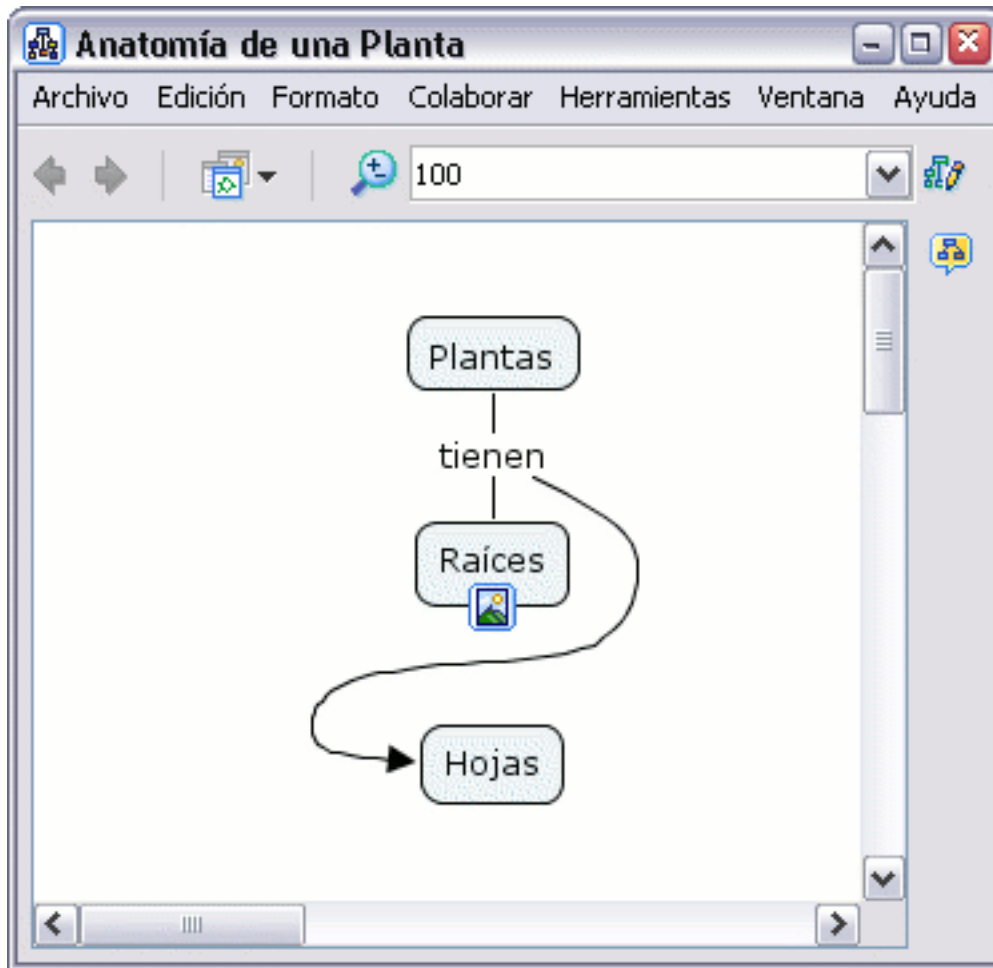 Anatomía de una Planta
Archivo Edición Formato Colaborar Herramientas Ventana Ayuda
100
Plantas
tienen
Raíces
Hojas